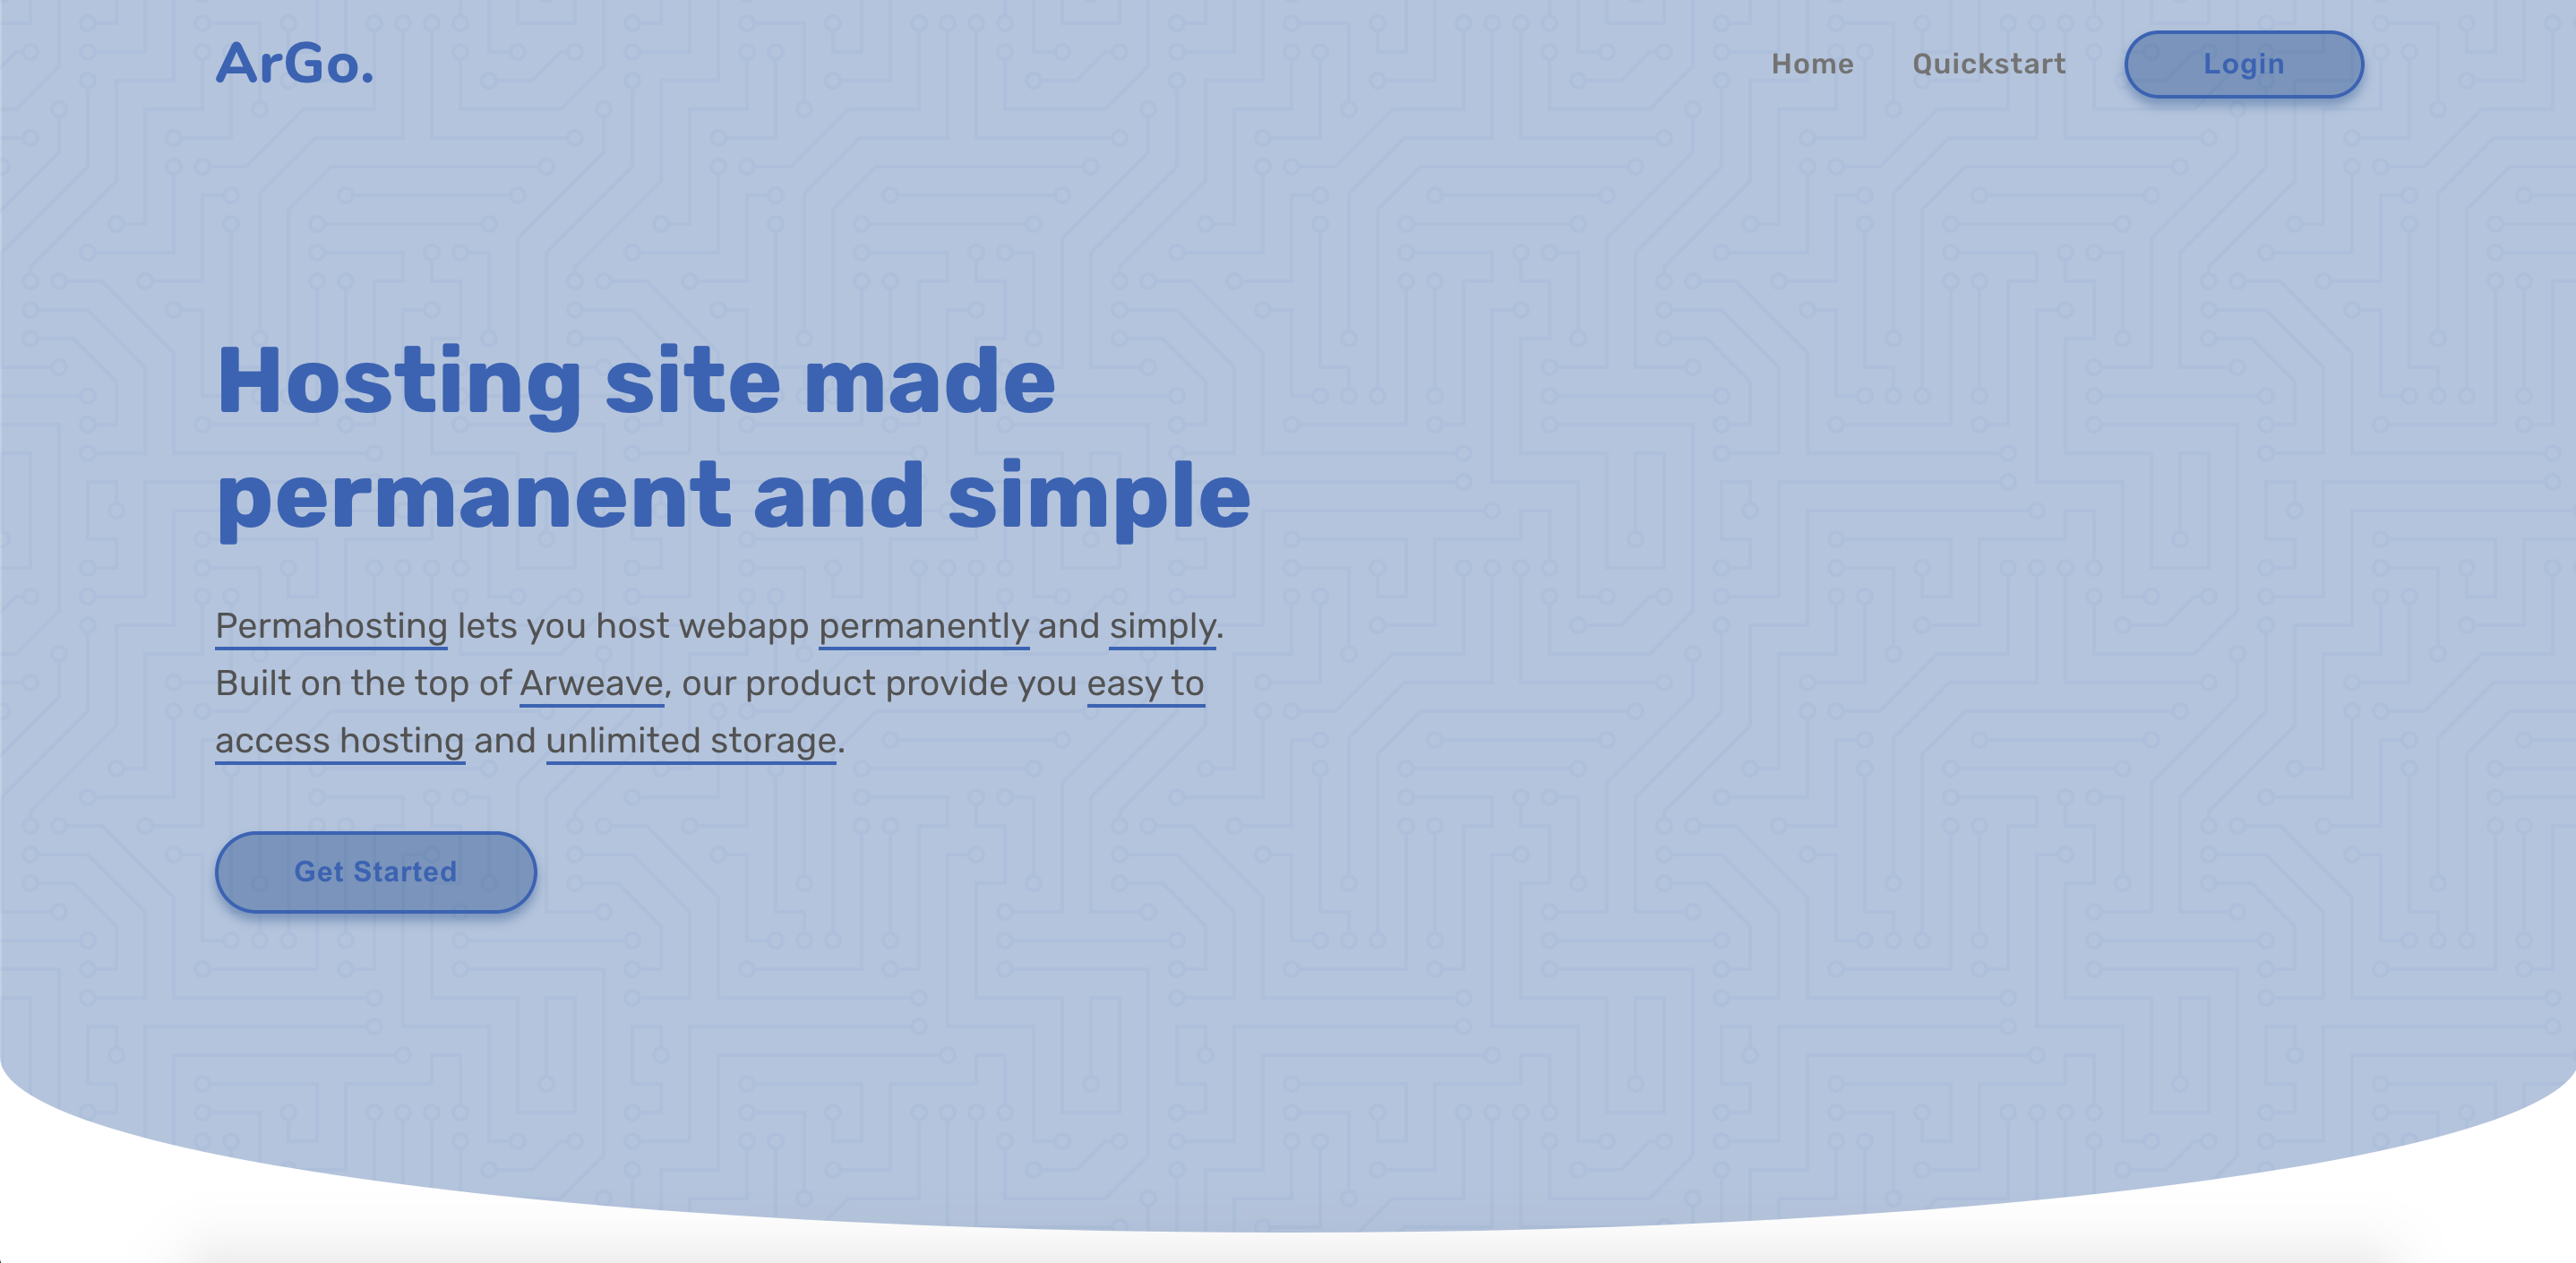 ArGo.
Home Quickstart Login
Hosting site made
permanent and simple
Permahosting lets you host webapp permanently and simply.
Built on the top of Arweave, our product provide you easy to
access hosting and unlimited storage.
Get Started